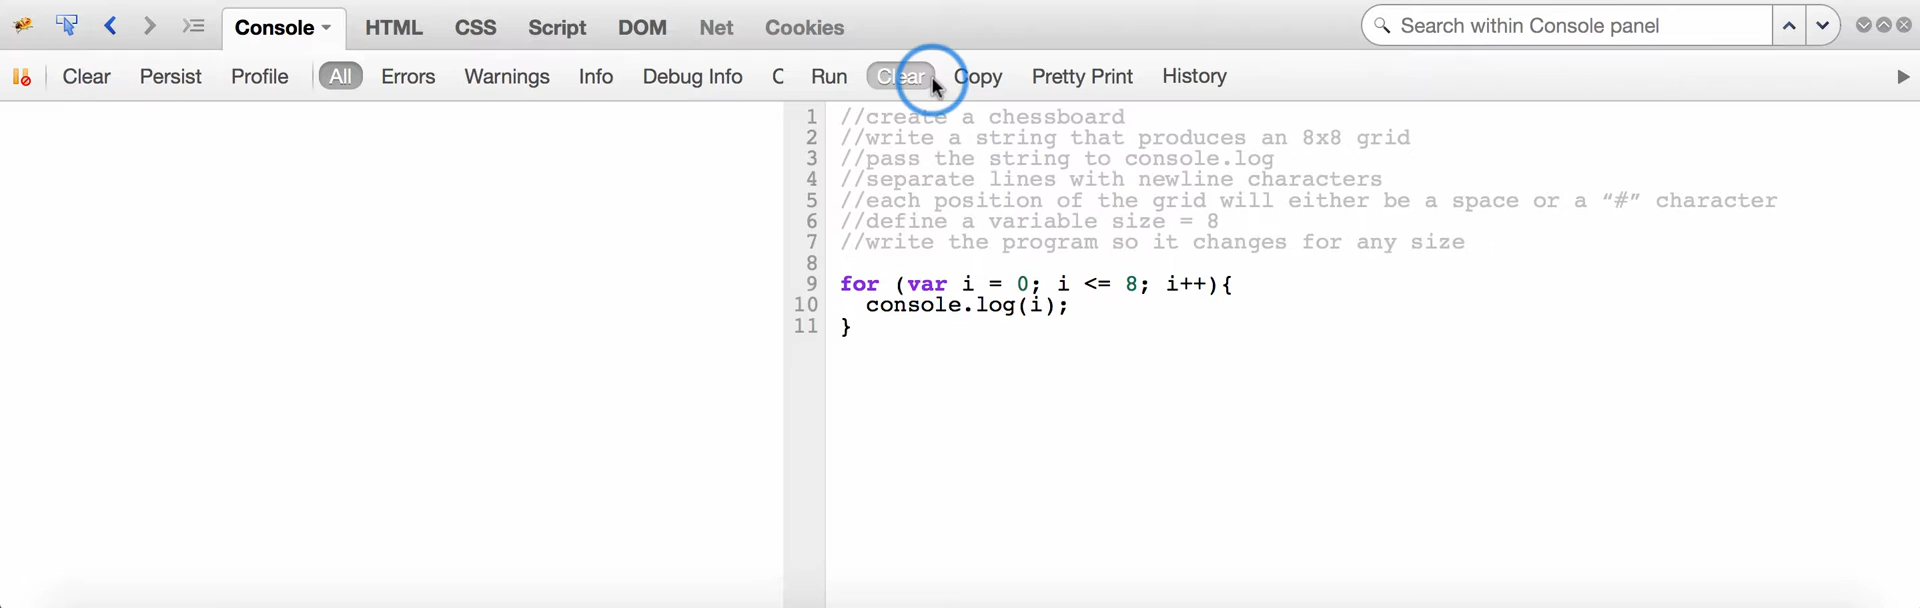 Console HTML CSS Script DOM Net Cookies Search within Console panel
Clear Persist Profile All Errors Warnings Info Debug Info C Run Clear Copy Pretty Print History
1 //create a chessboard
2 //write a string that produces an 8x8 grid
3 //pass the string to console.log
4 //separate lines with newline characters
5 //each position of the grid will either be a space or a “#” character
6 //define a variable size = 8
7 //write the program so it changes for any size
8
9 for (var i = 0; i <= 8; i++){
10 console.log(i);
11 }